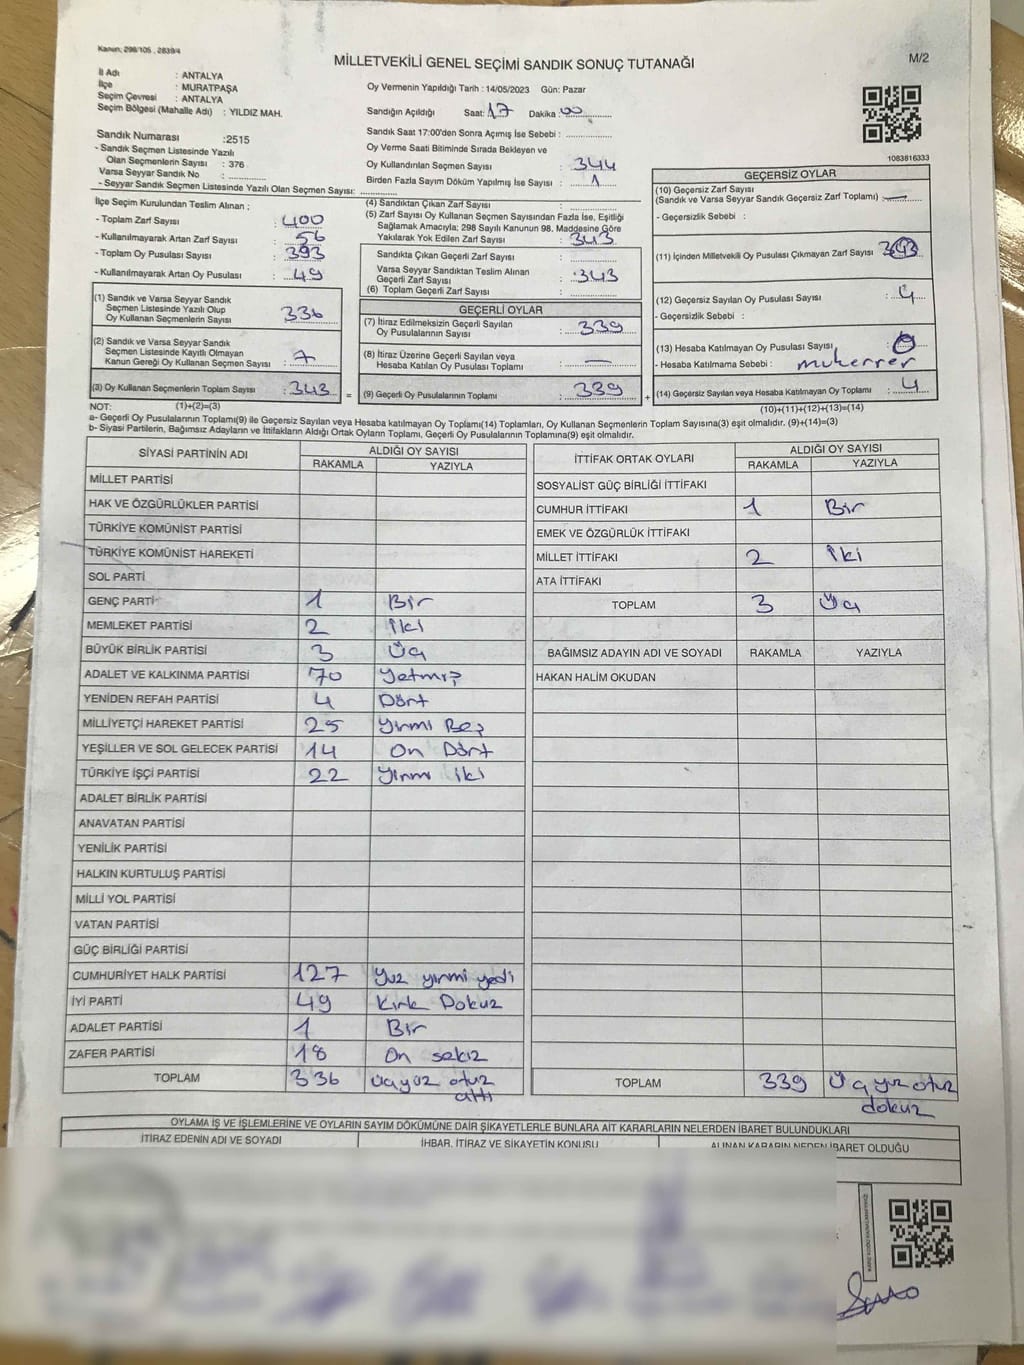 Kanun, 298/105 , 2839/4
MİLLETVEKİLİ GENEL SEÇİMİ SANDIK SONUÇ TUTANAĞI
M/2
İl Adı : ANTALYA
İlçe : MURATPAŞA
Seçim Çevresi : ANTALYA
Seçim Bölgesi (Mahalle Adı) : YILDIZ MAH.
Oy Vermenin Yapıldığı Tarih : 14/05/2023 Gün: Pazar
Sandığın Açıldığı Saat: 17 Dakika : 00
Sandık Saat 17:00'den Sonra Açımış İse Sebebi :
Oy Verme Saati Bitiminde Sırada Bekleyen ve
Oy Kullandırılan Seçmen Sayısı : 344
Birden Fazla Sayım Döküm Yapılmış İse Sayısı : 1
1083816333
Sandık Numarası :2515
- Sandık Seçmen Listesinde Yazılı
Olan Seçmenlerin Sayısı : 376
Varsa Seyyar Sandık No :
- Seyyar Sandık Seçmen Listesinde Yazılı Olan Seçmen Sayısı:
İlçe Seçim Kurulundan Teslim Alınan ;
- Toplam Zarf Sayısı : 400
- Kullanılmayarak Artan Zarf Sayısı : 56
- Toplam Oy Pusulası Sayısı : 393
- Kullanılmayarak Artan Oy Pusulası : 49
(1) Sandık ve Varsa Seyyar Sandık
Seçmen Listesinde Yazılı Olup
Oy Kullanan Seçmenlerin Sayısı : 336
(2) Sandık ve Varsa Seyyar Sandık
Seçmen Listesinde Kayıtlı Olmayan
Kanun Gereği Oy Kullanan Seçmen Sayısı : 7
(3) Oy Kullanan Seçmenlerin Toplam Sayısı : 343 =
(4) Sandıktan Çıkan Zarf Sayısı :
(5) Zarf Sayısı Oy Kullanan Seçmen Sayısından Fazla İse, Eşitliği
Sağlamak Amacıyla; 298 Sayılı Kanunun 98. Maddesine Göre
Yakılarak Yok Edilen Zarf Sayısı : 343
Sandıkta Çıkan Geçerli Zarf Sayısı :
Varsa Seyyar Sandıktan Teslim Alınan
Geçerli Zarf Sayısı : 343
(6) Toplam Geçerli Zarf Sayısı :
GEÇERLİ OYLAR
(7) İtiraz Edilmeksizin Geçerli Sayılan
Oy Pusulalarının Sayısı : 339
(8) İtiraz Üzerine Geçerli Sayılan veya
Hesaba Katılan Oy Pusulası Toplamı : —
(9) Geçerli Oy Pusulalarının Toplamı : 339 +
GEÇERSİZ OYLAR
(10) Geçersiz Zarf Sayısı
(Sandık ve Varsa Seyyar Sandık Geçersiz Zarf Toplamı) : —
- Geçersizlik Sebebi :
(11) İçinden Milletvekili Oy Pusulası Çıkmayan Zarf Sayısı
(12) Geçersiz Sayılan Oy Pusulası Sayısı : 4
- Geçersizlik Sebebi :
(13) Hesaba Katılmayan Oy Pusulası Sayısı : 0
- Hesaba Katılmama Sebebi : mukerrer
(14) Geçersiz Sayılan veya Hesaba Katılmayan Oy Toplamı : 4
NOT: (1)+(2)=(3)
(10)+(11)+(12)+(13)=(14)
a- Geçerli Oy Pusulalarının Toplamı(9) ile Geçersiz Sayılan veya Hesaba katılmayan Oy Toplamı(14) Toplamları, Oy Kullanan Seçmenlerin Toplam Sayısına(3) eşit olmalıdır. (9)+(14)=(3)
b- Siyasi Partilerin, Bağımsız Adayların ve İttifakların Aldığı Ortak Oyların Toplamı, Geçerli Oy Pusulalarının Toplamına(9) eşit olmalıdır.
SİYASİ PARTİNİN ADI ALDIĞI OY SAYISI
RAKAMLA YAZIYLA
MİLLET PARTİSİ
HAK VE ÖZGÜRLÜKLER PARTİSİ
TÜRKİYE KOMÜNİST PARTİSİ
TÜRKİYE KOMÜNİST HAREKETİ
SOL PARTİ
GENÇ PARTİ 1 Bir
MEMLEKET PARTİSİ 2 İki
BÜYÜK BİRLİK PARTİSİ 3 Üç
ADALET VE KALKINMA PARTİSİ 70 Yetmiş
YENİDEN REFAH PARTİSİ 4 Dört
MİLLİYETÇİ HAREKET PARTİSİ 25 Yirmi Beş
YEŞİLLER VE SOL GELECEK PARTİSİ 14 On Dört
TÜRKİYE İŞÇİ PARTİSİ 22 Yirmi iki
ADALET BİRLİK PARTİSİ
ANAVATAN PARTİSİ
YENİLİK PARTİSİ
HALKIN KURTULUŞ PARTİSİ
MİLLİ YOL PARTİSİ
VATAN PARTİSİ
GÜÇ BİRLİĞİ PARTİSİ
CUMHURİYET HALK PARTİSİ 127 Yuz yirmi yedi
İYİ PARTİ 49 Kırk Dokuz
ADALET PARTİSİ 1 Bir
ZAFER PARTİSİ 18 On sekiz
TOPLAM 336 üçyüz otuz
altı
İTTİFAK ORTAK OYLARI ALDIĞI OY SAYISI
RAKAMLA YAZIYLA
SOSYALİST GÜÇ BİRLİĞİ İTTİFAKI
CUMHUR İTTİFAKI 1 Bir
EMEK VE ÖZGÜRLÜK İTTİFAKI
MİLLET İTTİFAKI 2 İki
ATA İTTİFAKI
TOPLAM 3 Üç
BAĞIMSIZ ADAYIN ADI VE SOYADI RAKAMLA YAZIYLA
HAKAN HALİM OKUDAN
TOPLAM 339 Üç yüz otuz
dokuz
OYLAMA İŞ VE İŞLEMLERİNE VE OYLARIN SAYIM DÖKÜMÜNE DAİR ŞİKAYETLERLE BUNLARA AİT KARARLARIN NELERDEN İBARET BULUNDUKLARI
İTİRAZ EDENİN ADI VE SOYADI İHBAR, İTİRAZ VE ŞİKAYETİN KONUSU ALINAN KARARIN NEDEN İBARET OLDUĞU